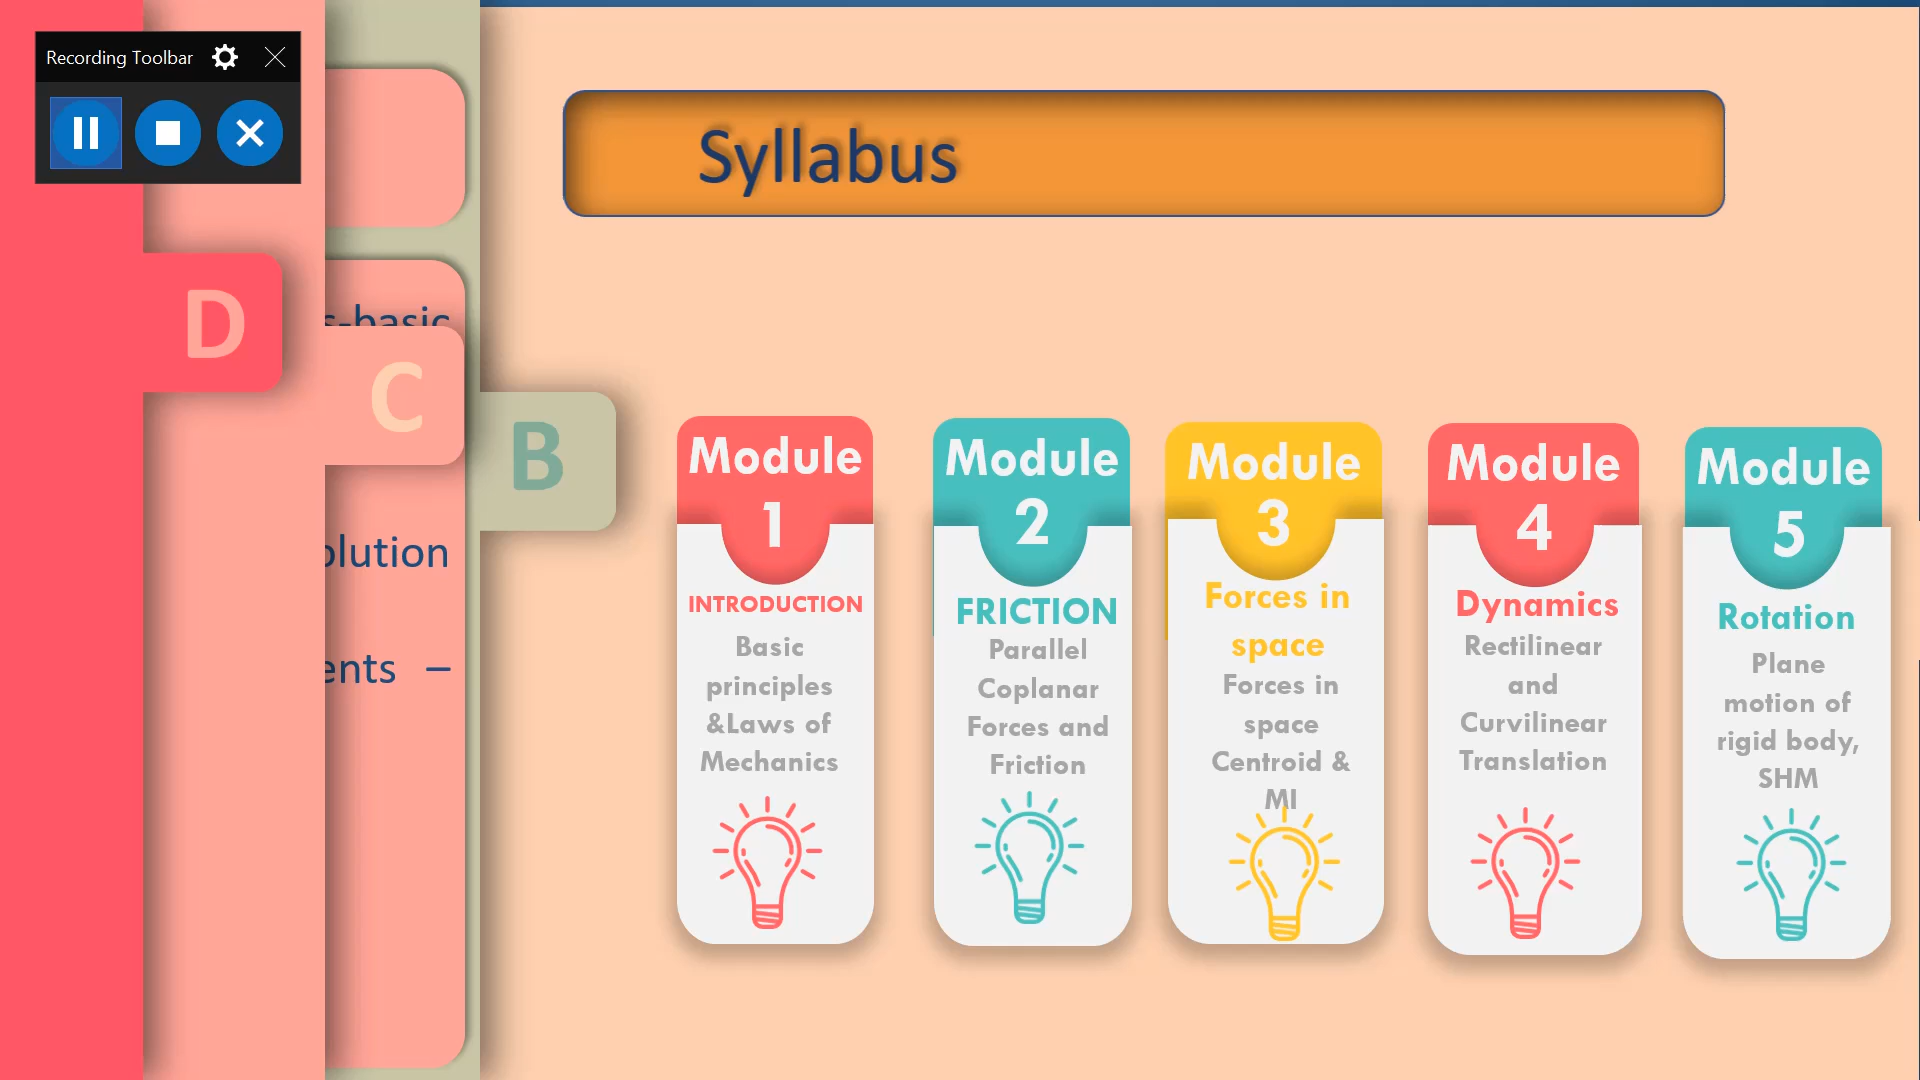 Recording Toolbar
Syllabus
D
s-basic
C
B
olution
ents –
Module
1
INTRODUCTION
Basic
principles
&Laws of
Mechanics
Module
2
FRICTION
Parallel
Coplanar
Forces and
Friction
Module
3
Forces in
space
Forces in
space
Centroid &
MI
Module
4
Dynamics
Rectilinear
and
Curvilinear
Translation
Module
5
Rotation
Plane
motion of
rigid body,
SHM